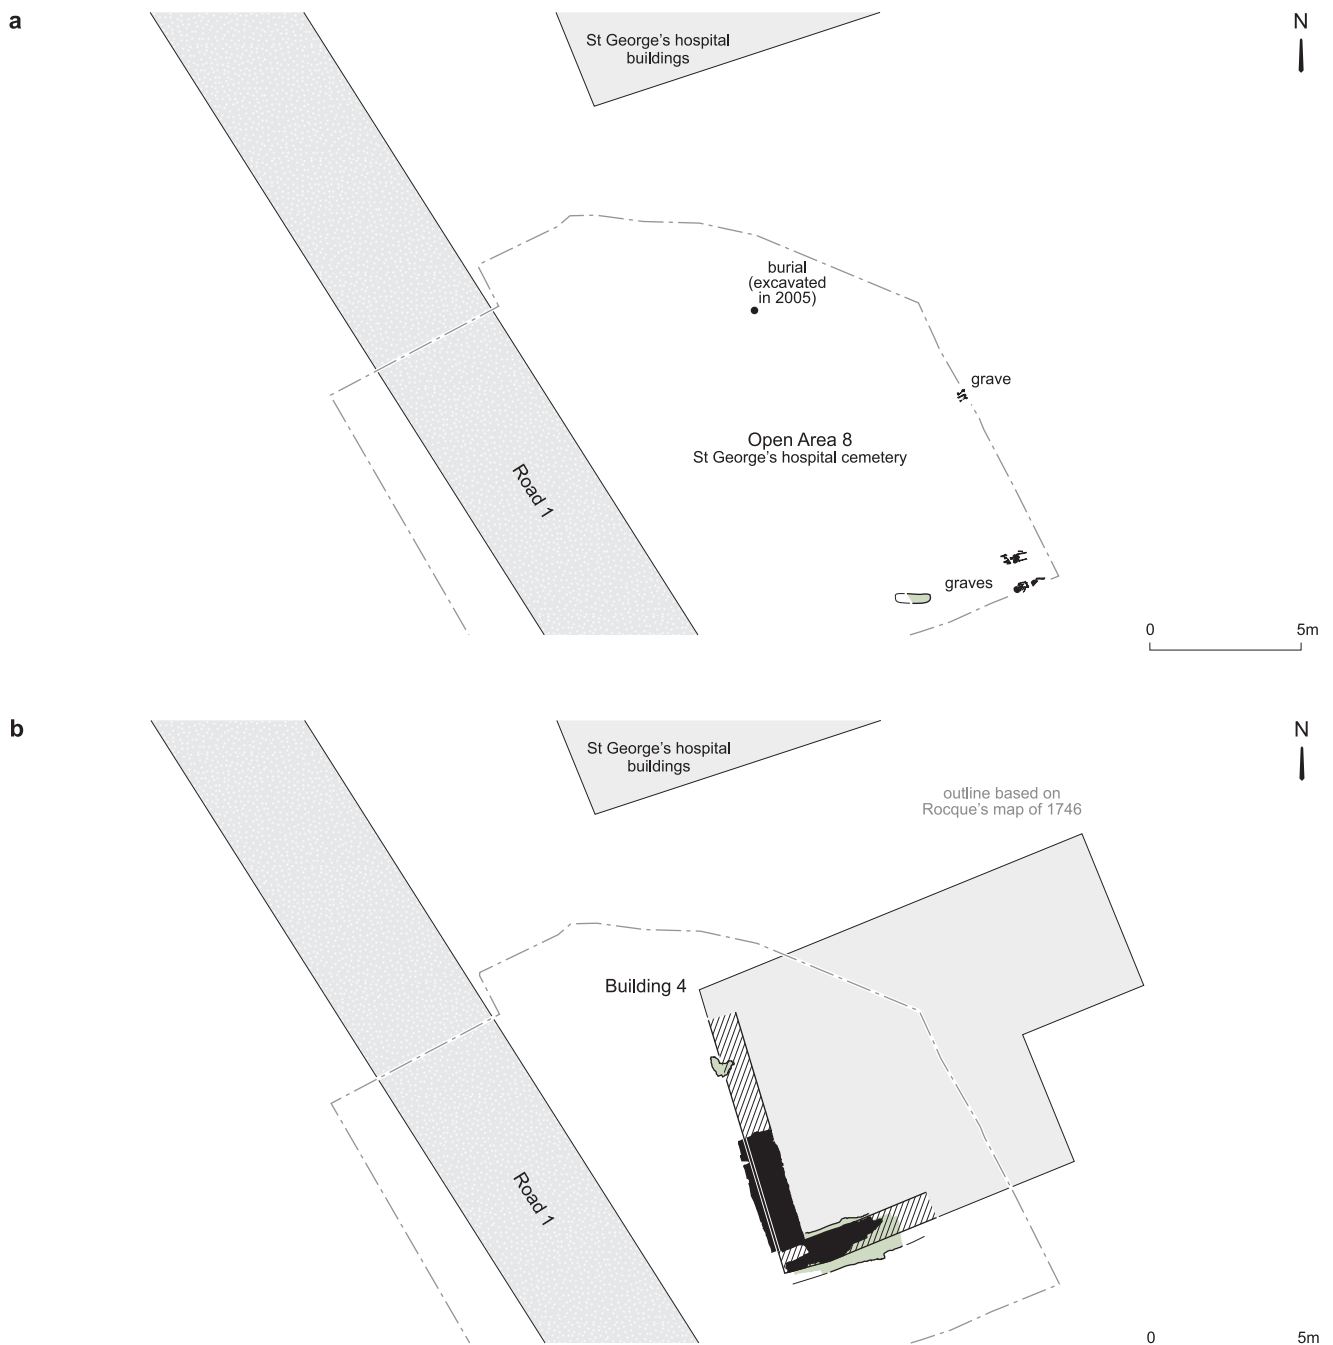 a
St George's hospital
buildings
N
burial
(excavated
in 2005)
grave
Open Area 8
St George's hospital cemetery
Road 1
graves
0 5m
b
St George's hospital
buildings
N
outline based on
Rocque's map of 1746
Building 4
Road 1
0 5m